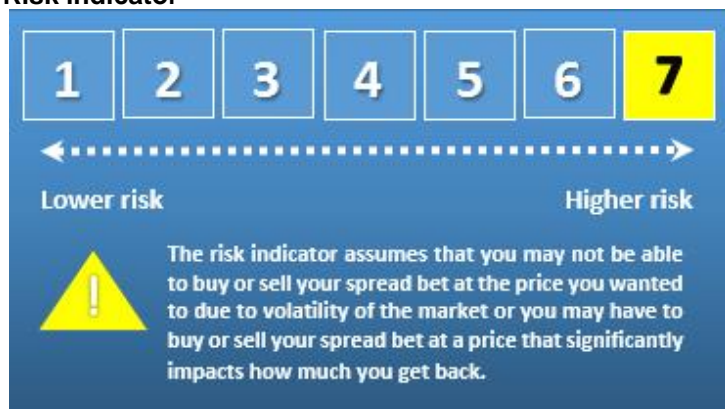 Risk indicator
1 2 3 4 5 6 7
Lower risk Higher risk
!
The risk indicator assumes that you may not be able
to buy or sell your spread bet at the price you wanted
to due to volatility of the market or you may have to
buy or sell your spread bet at a price that significantly
impacts how much you get back.